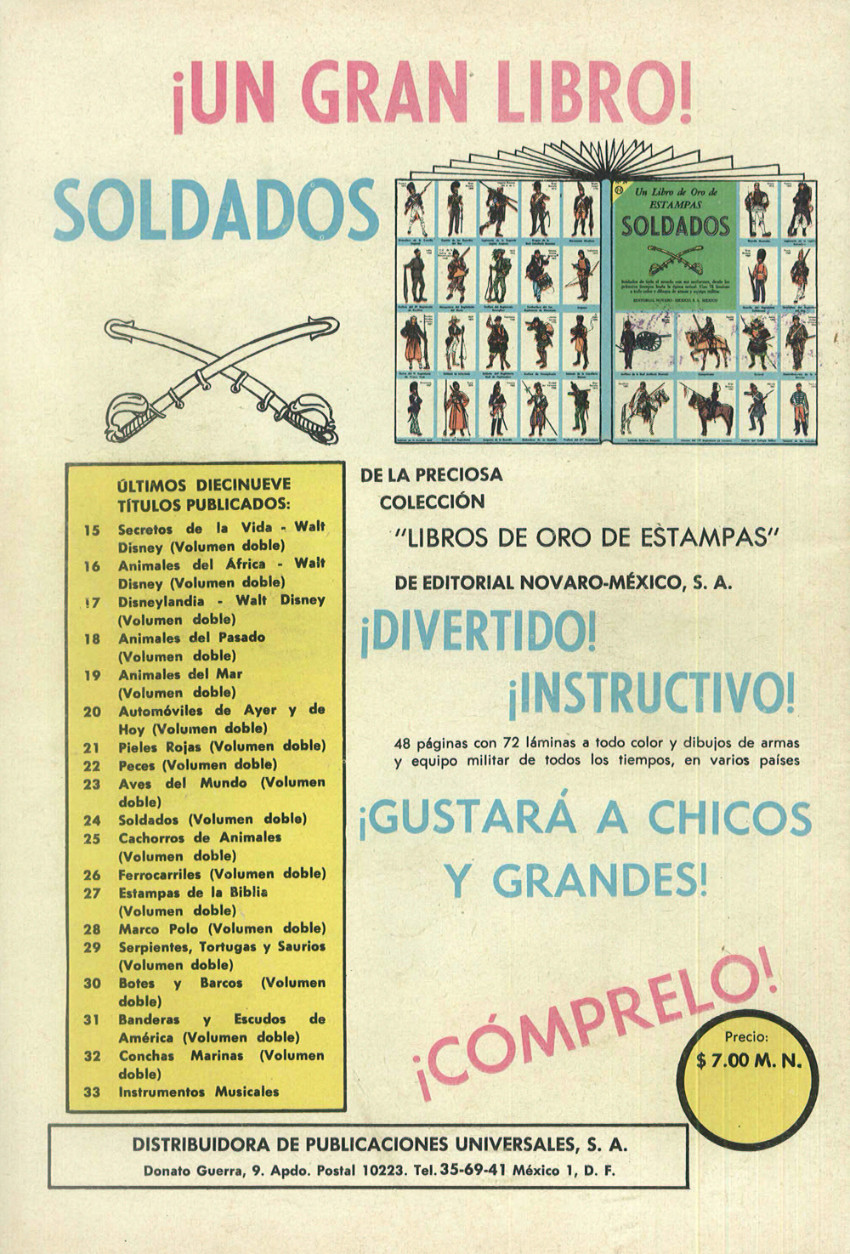 ¡UN GRAN LIBRO!
SOLDADOS
Un Libro de Oro de
ESTAMPAS
SOLDADOS
ÚLTIMOS DIECINUEVE
TÍTULOS PUBLICADOS:
15 Secretos de la Vida - Walt
Disney (Volumen doble)
16 Animales del África - Walt
Disney (Volumen doble)
17 Disneylandia - Walt Disney
(Volumen doble)
18 Animales del Pasado
(Volumen doble)
19 Animales del Mar
(Volumen doble)
20 Automóviles de Ayer y de
Hoy (Volumen doble)
21 Pieles Rojas (Volumen doble)
22 Peces (Volumen doble)
23 Aves del Mundo (Volumen
doble)
24 Soldados (Volumen doble)
25 Cachorros de Animales
(Volumen doble)
26 Ferrocarriles (Volumen doble)
27 Estampas de la Biblia
(Volumen doble)
28 Marco Polo (Volumen doble)
29 Serpientes, Tortugas y Saurios
(Volumen doble)
30 Botes y Barcos (Volumen
doble)
31 Banderas y Escudos de
América (Volumen doble)
32 Conchas Marinas (Volumen
doble)
33 Instrumentos Musicales
DE LA PRECIOSA
COLECCIÓN
"LIBROS DE ORO DE ESTAMPAS"
DE EDITORIAL NOVARO-MÉXICO, S. A.
¡DIVERTIDO!
¡INSTRUCTIVO!
48 páginas con 72 láminas a todo color y dibujos de armas
y equipo militar de todos los tiempos, en varios países
¡GUSTARÁ A CHICOS
Y GRANDES!
¡CÓMPRELO!
Precio:
$ 7.00 M. N.
DISTRIBUIDORA DE PUBLICACIONES UNIVERSALES, S. A.
Donato Guerra, 9. Apdo. Postal 10223. Tel. 35-69-41 México 1, D. F.